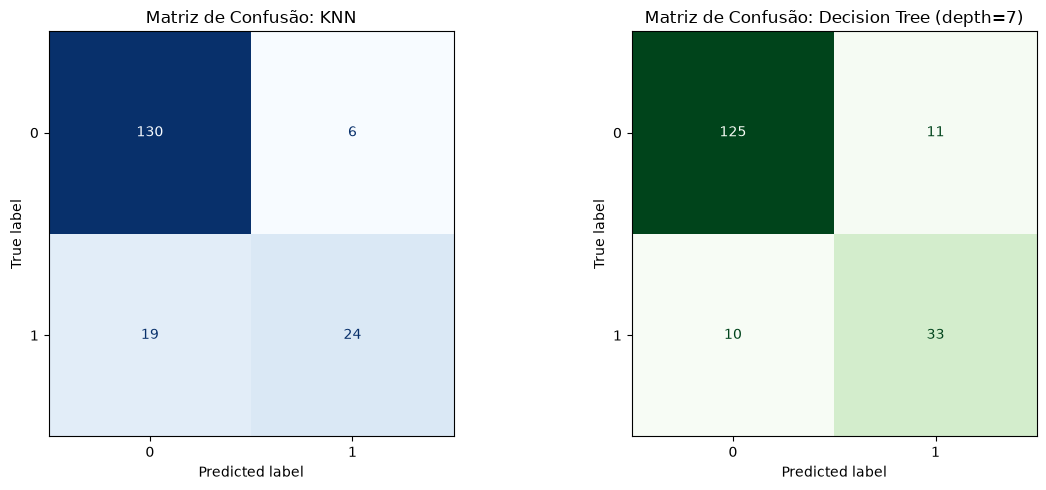 Matriz de Confusão: KNN
True label
0
1
130
6
19
24
0
1
Predicted label
Matriz de Confusão: Decision Tree (depth=7)
True label
0
1
125
11
10
33
0
1
Predicted label